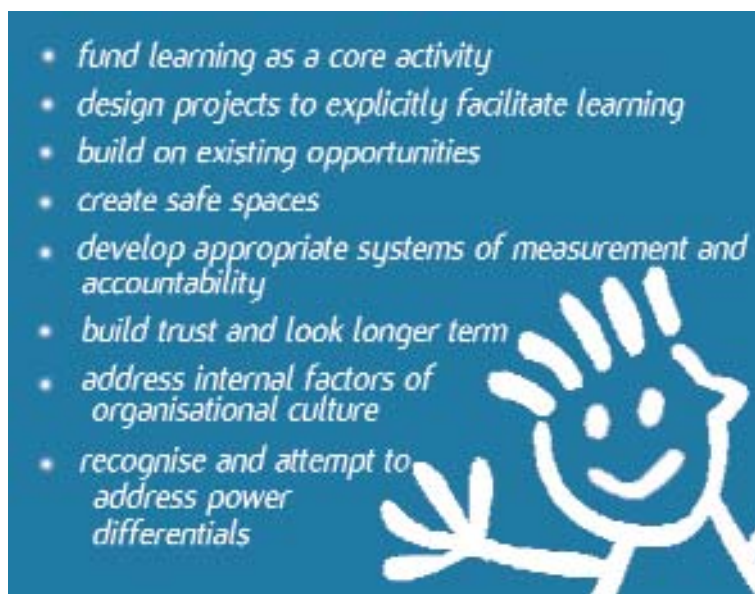 • fund learning as a core activity
• design projects to explicitly facilitate learning
• build on existing opportunities
• create safe spaces
• develop appropriate systems of measurement and
accountability
• build trust and look longer term
• address internal factors of
organisational culture
• recognise and attempt to
address power
differentials